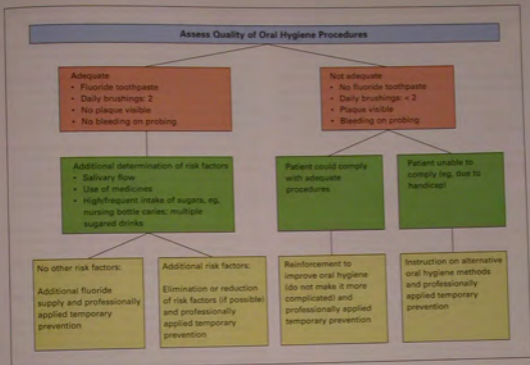 Assess Quality of Oral Hygiene Procedures
Adequate
• Fluoride toothpaste
• Daily brushings: 2
• No plaque visible
• No bleeding on probing
Not adequate
• No fluoride toothpaste
• Daily brushings: < 2
• Plaque visible
• Bleeding on probing
Additional determination of risk factors
• Salivary flow
• Use of medicines
• High/frequent intake of sugars, eg,
nursing bottle caries; multiple
sugared drinks
Patient could comply
with adequate
procedures
Patient unable to
comply (eg, due to
handicap)
No other risk factors:
Additional fluoride
supply and professionally
applied temporary
prevention
Additional risk factors:
Elimination or reduction
of risk factors (if possible)
and professionally
applied temporary
prevention
Reinforcement to
improve oral hygiene
(do not make it more
complicated) and
professionally applied
temporary prevention
Instruction on alternative
oral hygiene methods
and professionally
applied temporary
prevention